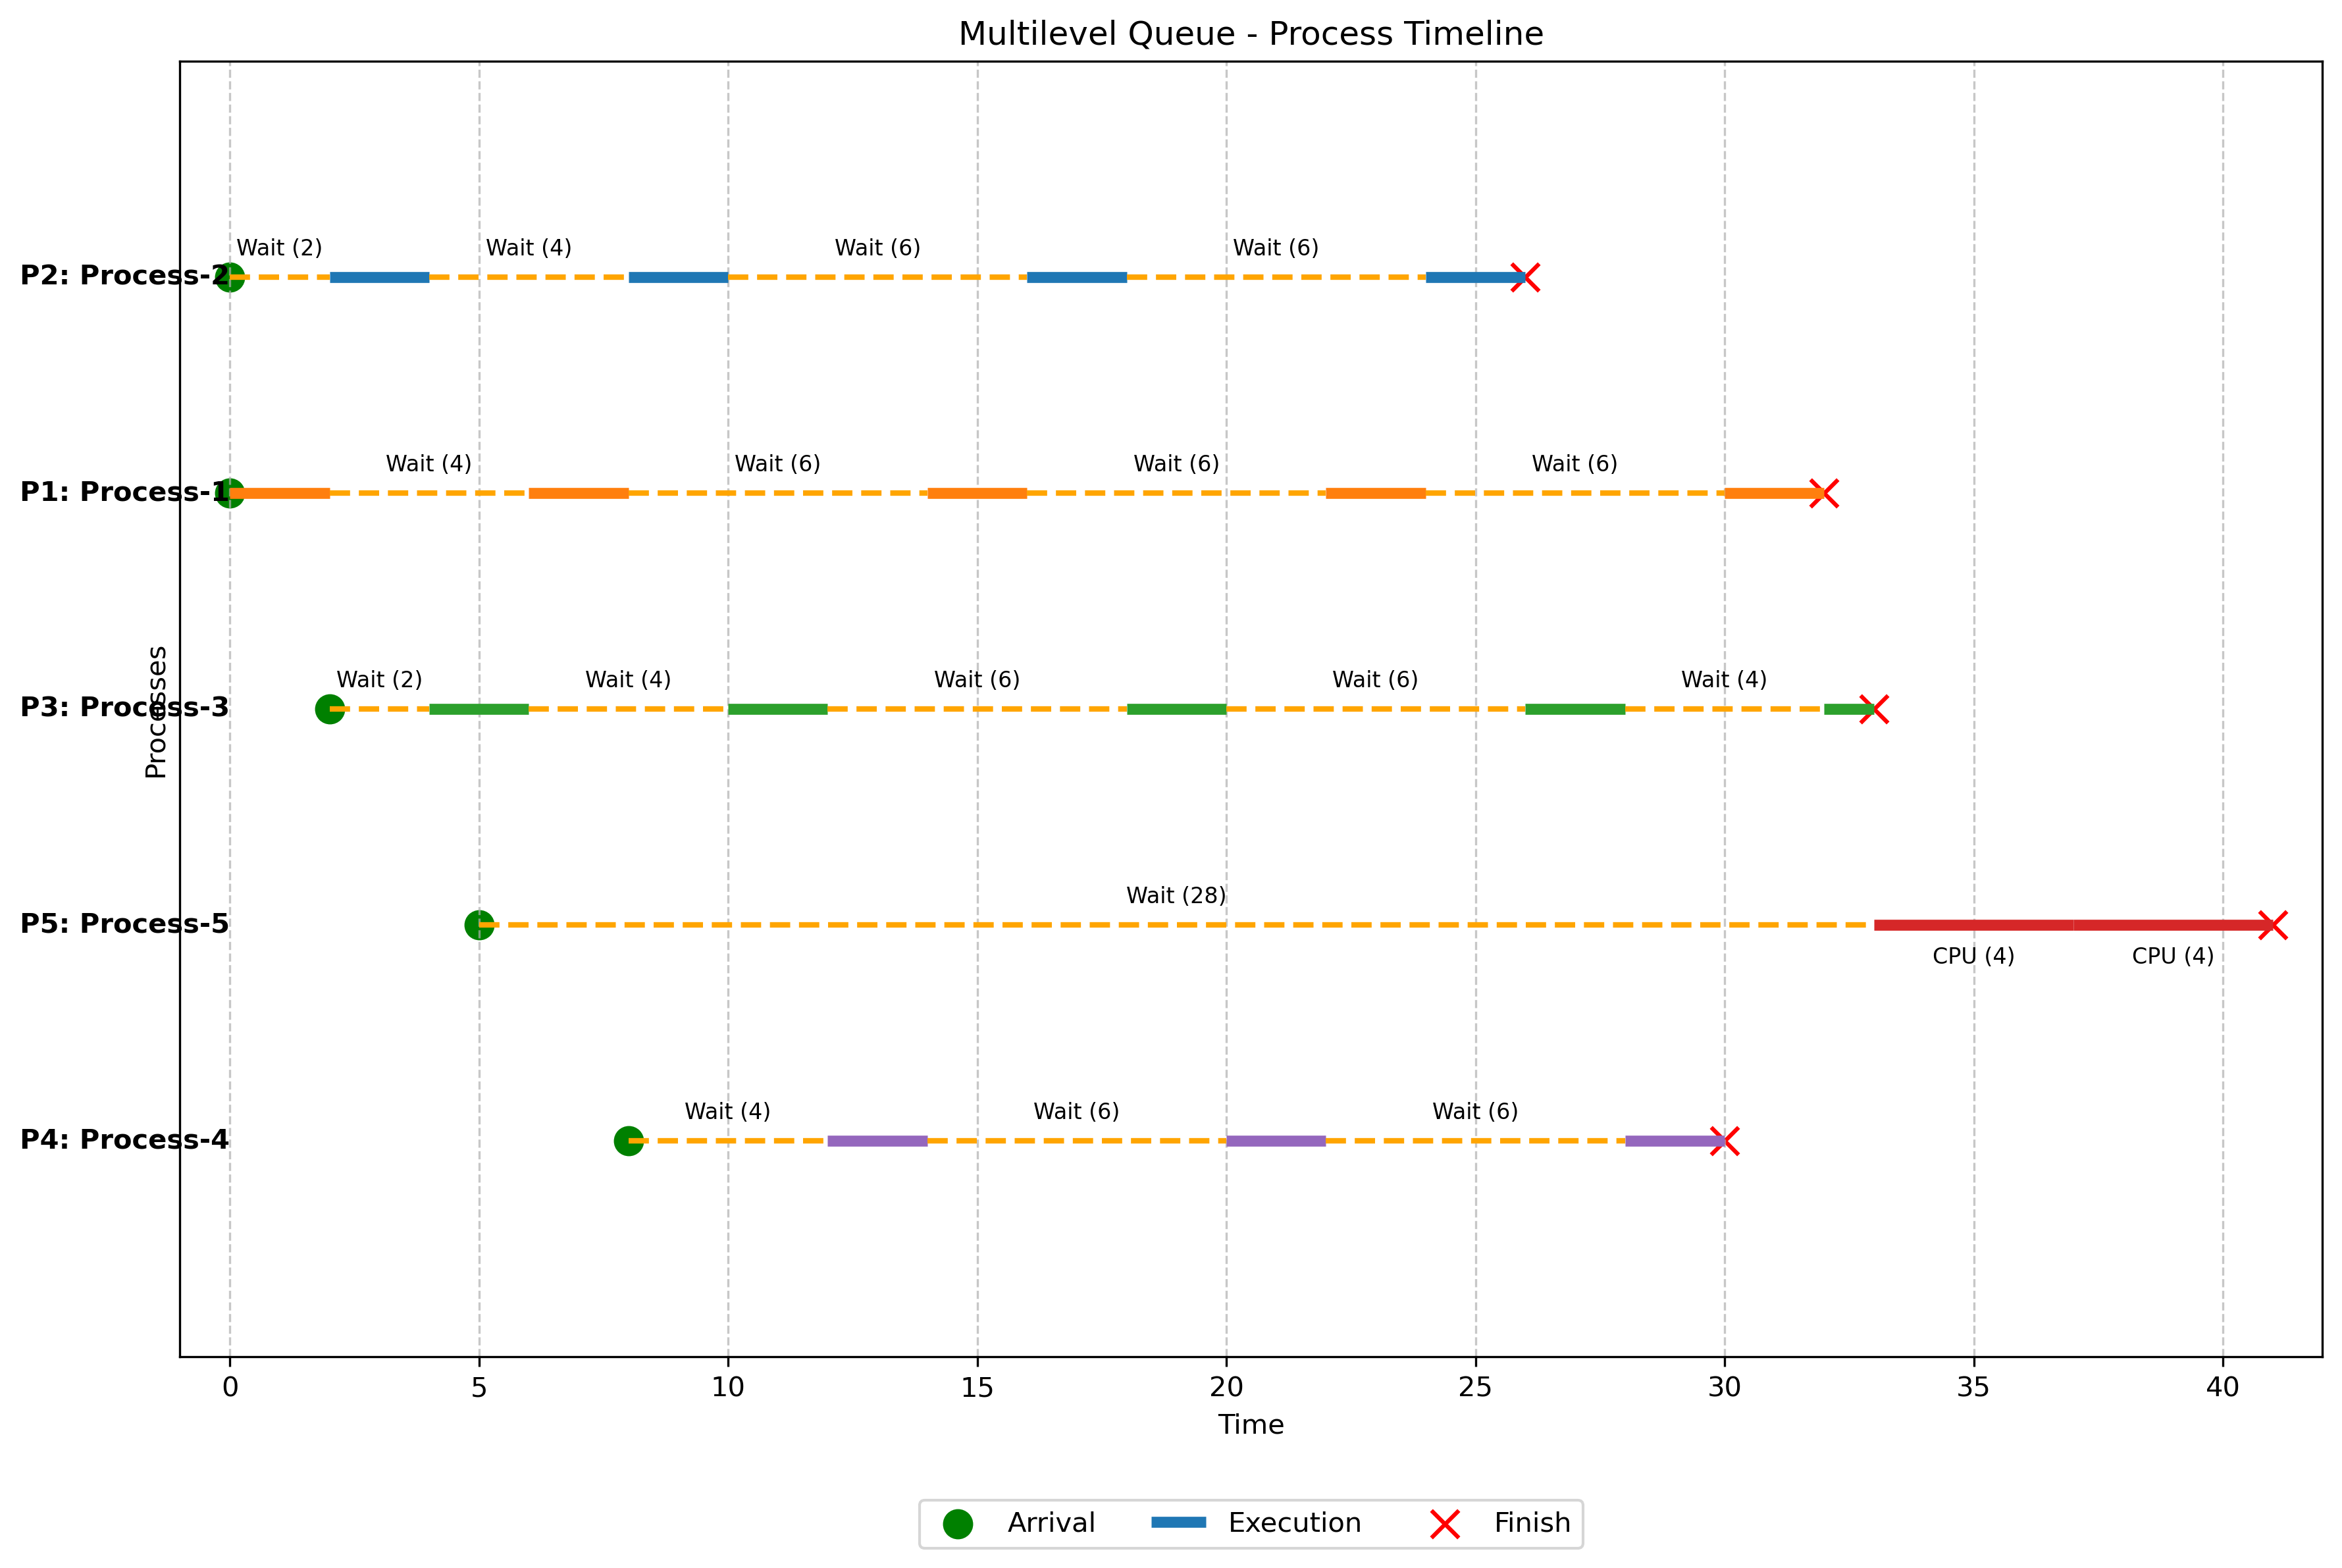 Multilevel Queue - Process Timeline
Wait (2) Wait (4) Wait (6) Wait (6)
P2: Process-2
Wait (4) Wait (6) Wait (6) Wait (6)
P1: Process-1
Wait (2) Wait (4) Wait (6) Wait (6) Wait (4)
P3: Process-3
Processes
Wait (28)
P5: Process-5
CPU (4) CPU (4)
Wait (4) Wait (6) Wait (6)
P4: Process-4
0 5 10 15 20 25 30 35 40
Time
Arrival Execution Finish